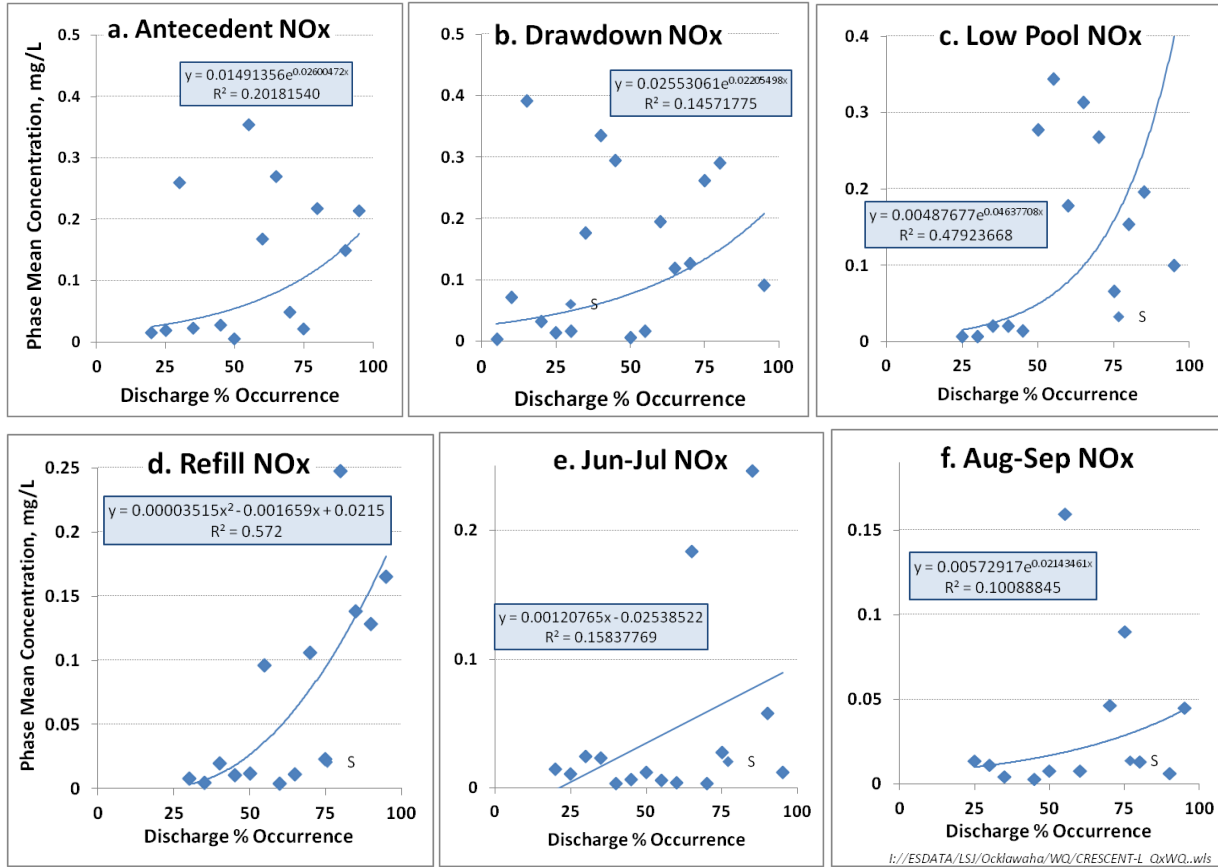 a. Antecedent NOx
Phase Mean Concentration, mg/L
0.5
0.4
0.3
0.2
0.1
0
y = 0.01491356e^0.02600472x
R² = 0.20181540
0 25 50 75 100
Discharge % Occurrence
b. Drawdown NOx
0.5
0.4
0.3
0.2
0.1
0
y = 0.02553061e^0.02205498x
R² = 0.14571775
S
0 25 50 75 100
Discharge % Occurrence
c. Low Pool NOx
0.4
0.3
0.2
0.1
0
y = 0.00487677e^0.04637708x
R² = 0.47923668
S
0 25 50 75 100
Discharge % Occurrence
d. Refill NOx
Phase Mean Concentration, mg/L
0.25
0.2
0.15
0.1
0.05
0
y = 0.00003515x² - 0.001659x + 0.0215
R² = 0.572
S
0 25 50 75 100
Discharge % Occurrence
e. Jun-Jul NOx
0.2
0.1
0
y = 0.00120765x - 0.02538522
R² = 0.15837769
S
0 25 50 75 100
Discharge % Occurrence
f. Aug-Sep NOx
0.15
0.1
0.05
0
y = 0.00572917e^0.02143461x
R² = 0.10088845
S
0 25 50 75 100
Discharge % Occurrence
I://ESDATA/LSJ/Ocklawaha/WQ/CRESCENT-L_QxWQ..wls